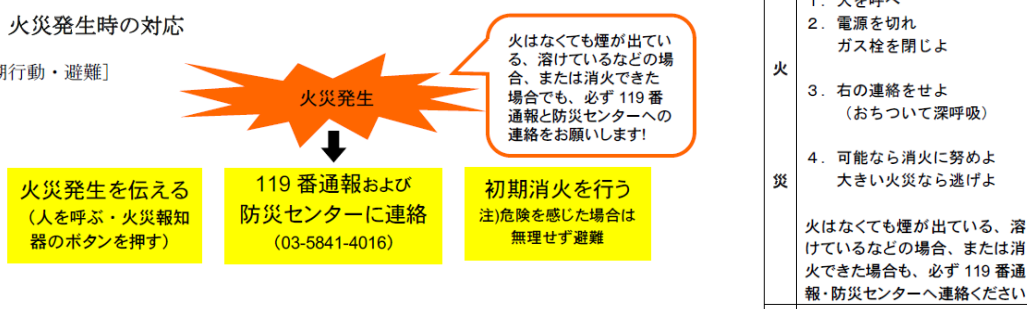 火災発生時の対応
期行動・避難］
火災発生
火はなくても煙が出てい
る、溶けているなどの場
合、または消火できた
場合でも、必ず 119 番
通報と防災センターへの
連絡をお願いします!
火災発生を伝える
（人を呼ぶ・火災報知
器のボタンを押す）
119 番通報および
防災センターに連絡
（03-5841-4016）
初期消火を行う
注)危険を感じた場合は
無理せず避難
火
災
1．人を呼べ
2．電源を切れ
ガス栓を閉じよ
3．右の連絡をせよ
（おちついて深呼吸）
4．可能なら消火に努めよ
大きい火災なら逃げよ
火はなくても煙が出ている、溶
けているなどの場合、または消
火できた場合も、必ず 119 番通
報・防災センターへ連絡ください